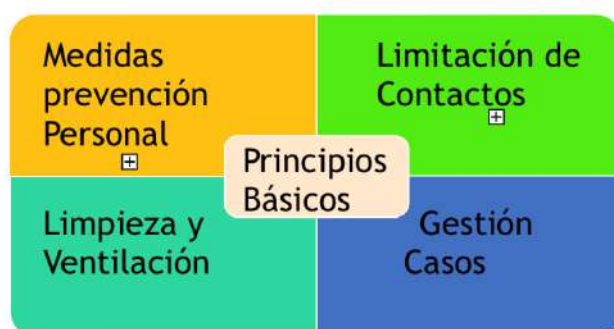 Medidas
prevención
Personal
Limitación de
Contactos
Principios
Básicos
Limpieza y
Ventilación
Gestión
Casos